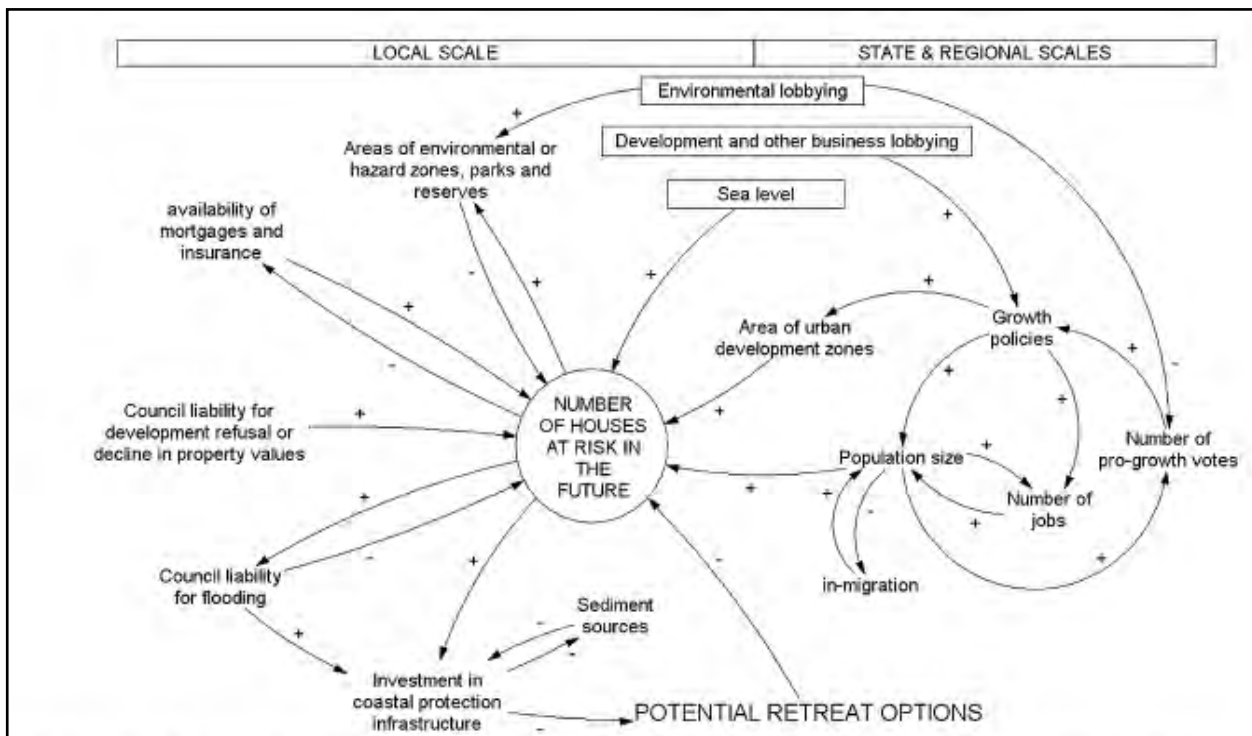 LOCAL SCALE
STATE & REGIONAL SCALES
Environmental lobbying
+
Development and other business lobbying
Areas of environmental or
hazard zones, parks and
reserves
Sea level
+
availability of
mortgages and
insurance
-
+
+
+
+
Growth
policies
Area of urban
development zones
+
-
-
+
+
+
NUMBER
OF HOUSES
AT RISK IN
THE
FUTURE
Council liability for
development refusal or
decline in property values
+
+
Population size
+
Number of
pro-growth votes
+
+
-
Number of
jobs
+
+
-
+
-
+
in-migration
Council liability
for flooding
+
Sediment
sources
-
-
Investment in
coastal protection
infrastructure
-
POTENTIAL RETREAT OPTIONS